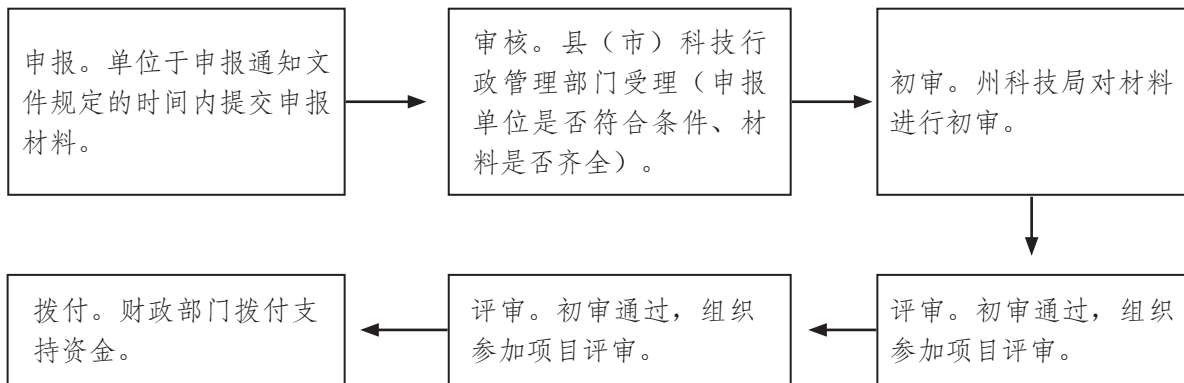 申报。单位于申报通知文
件规定的时间内提交申报
材料。
审核。县（市）科技行
政管理部门受理（申报
单位是否符合条件、材
料是否齐全）。
初审。州科技局对材料
进行初审。
评审。初审通过，组织
参加项目评审。
评审。初审通过，组织
参加项目评审。
拨付。财政部门拨付支
持资金。